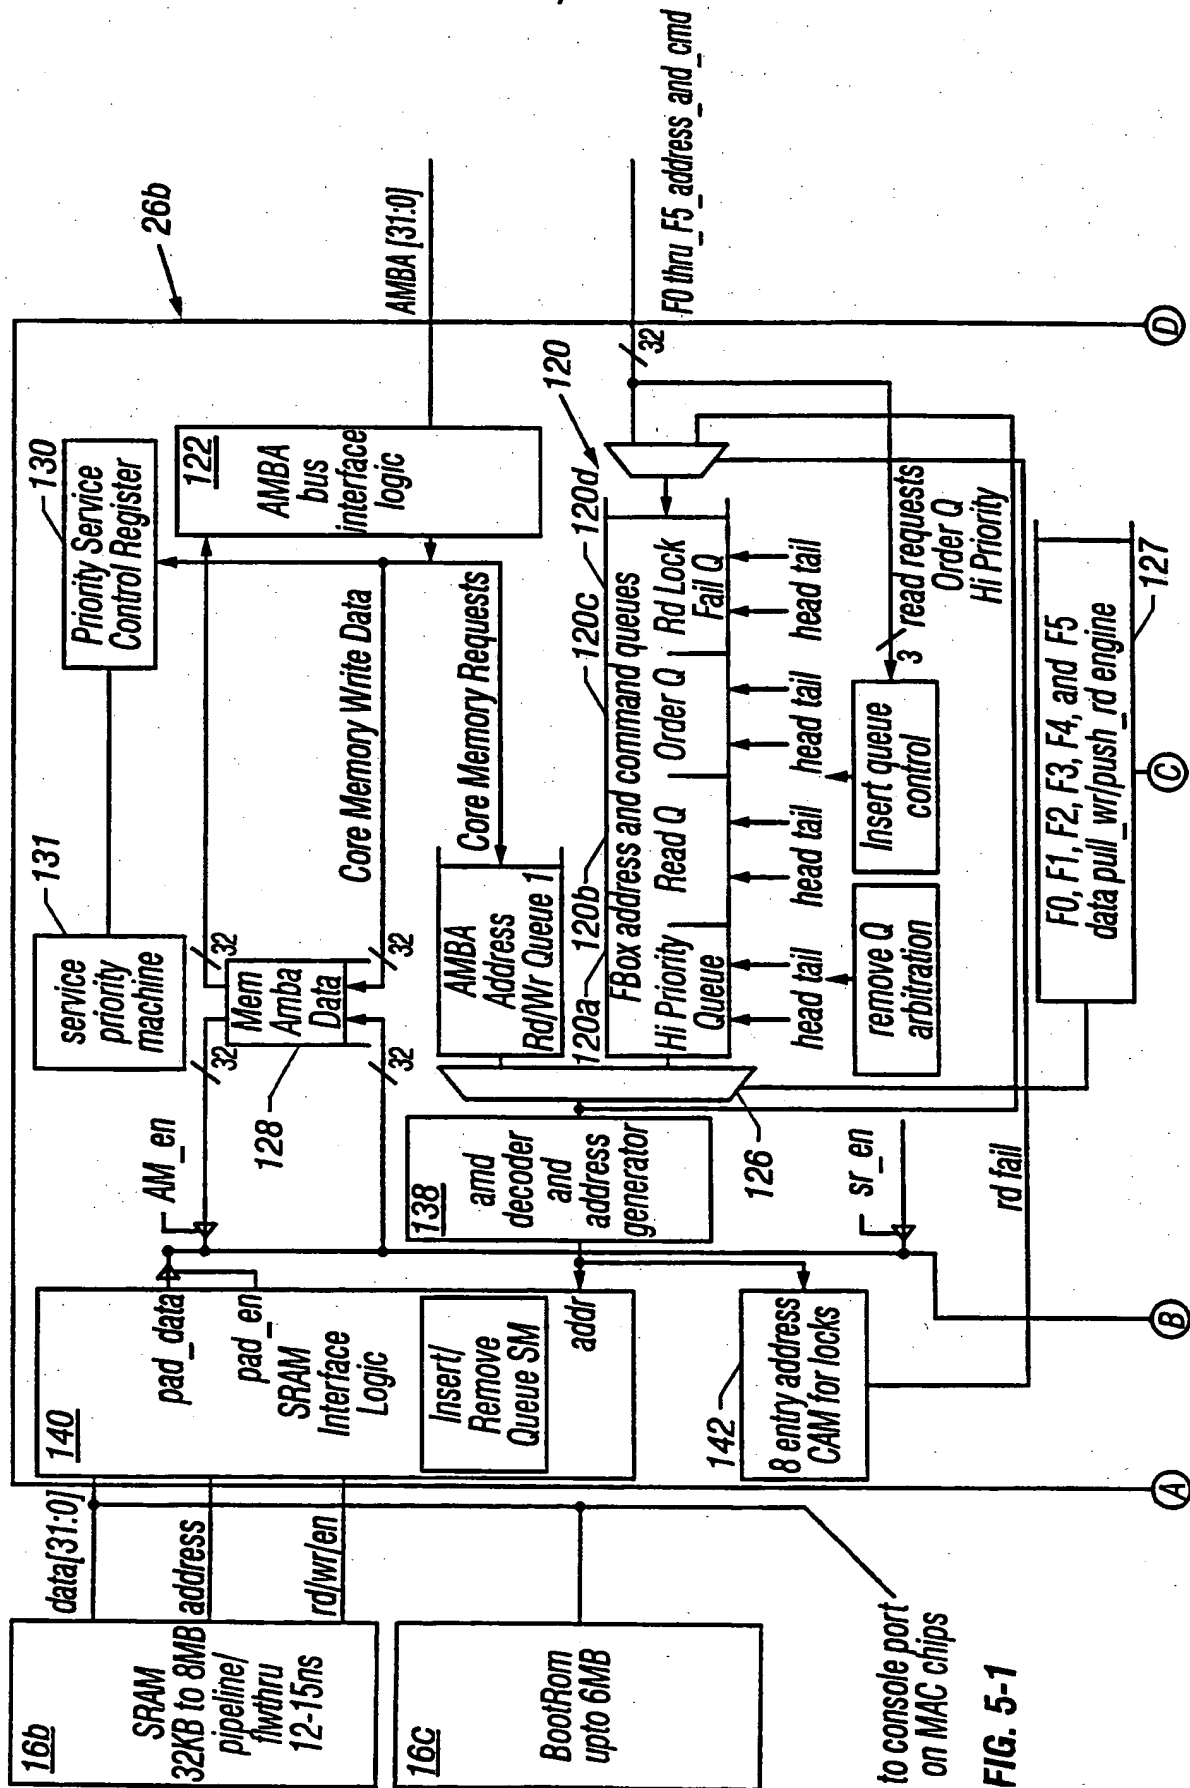 16b
SRAM
32KB to 8MB
pipeline/
flwthru
12-15ns
data[31:0]
address
rd/wr/en
16c
BootRom
upto 6MB
to console port
on MAC chips
140
pad_data
pad_en
SRAM
Interface
Logic
Insert/
Remove
Queue SM
addr
142
8 entry address
CAM for locks
AM_en
131
service
priority
machine
130
Priority Service
Control Register
26b
32
32
Mem
Amba
Data
128
32
32
Core Memory Write Data
122
AMBA
bus
interface
logic
AMBA [31:0]
Core Memory Requests
AMBA
Address
Rd/Wr Queue 1
138
amd
decoder
and
address
generator
120a
120b
120c
120d
120
FBox address and command queues
Hi Priority
Queue
Read Q
Order Q
Rd Lock
Fail Q
head tail
head tail
head tail
head tail
32
F0 thru_F5_address_and_cmd
126
sr_en
remove Q
arbitration
Insert queue
control
3
read requests
Order Q
Hi Priority
rd fail
F0, F1, F2, F3, F4, and F5
data pull_wr/push_rd engine
127
A
B
C
D
FIG. 5-1